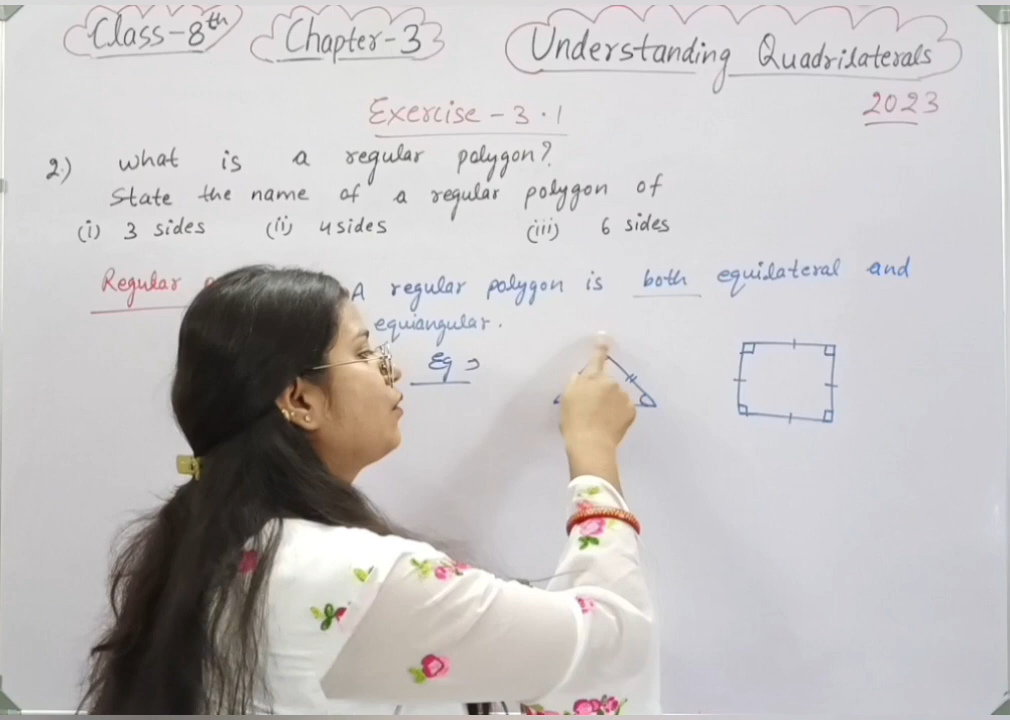 Class-8th Chapter-3 Understanding Quadrilaterals
2023
Exercise - 3.1
2.) what is a regular polygon?
State the name of a regular polygon of
(i) 3 sides (ii) 4 sides (iii) 6 sides
Regular A regular polygon is both equilateral and
equiangular.
Eg